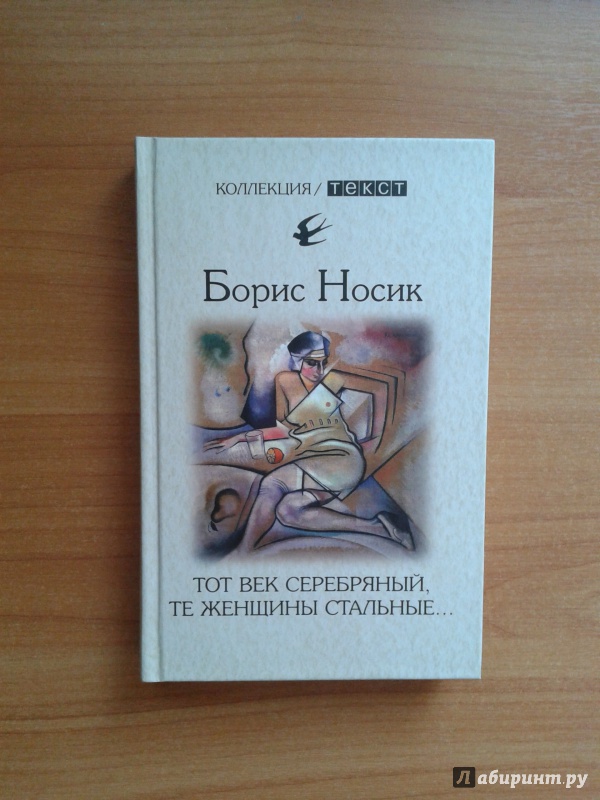 КОЛЛЕКЦИЯ / ТЕКСТ
Борис Носик
ТОТ ВЕК СЕРЕБРЯНЫЙ,
ТЕ ЖЕНЩИНЫ СТАЛЬНЫЕ...
Лабиринт.ру